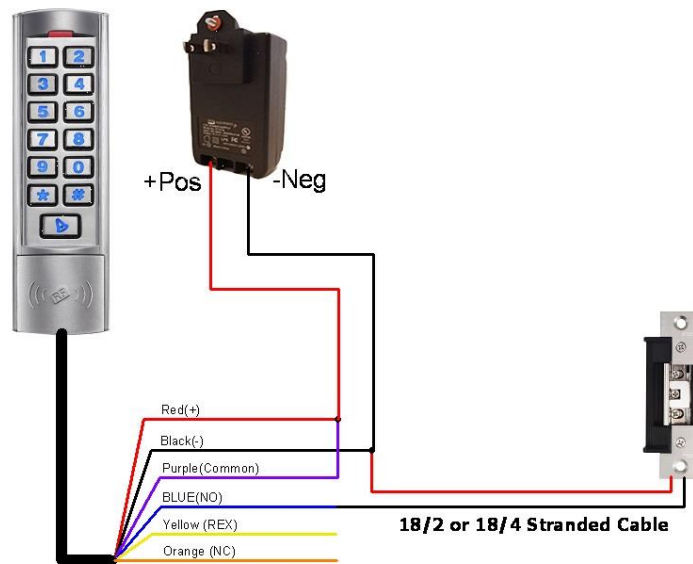 1 2
3 4
5 6
7 8
9 0
* #
RF
+Pos
-Neg
Red(+)
Black(-)
Purple(Common)
BLUE(NO)
Yellow (REX)
Orange (NC)
18/2 or 18/4 Stranded Cable